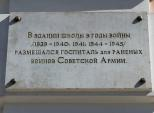 В здании школы в годы войны
(1939 - 1940, 1941, 1944 - 1945)
размещался госпиталь для раненых
воинов Советской Армии.